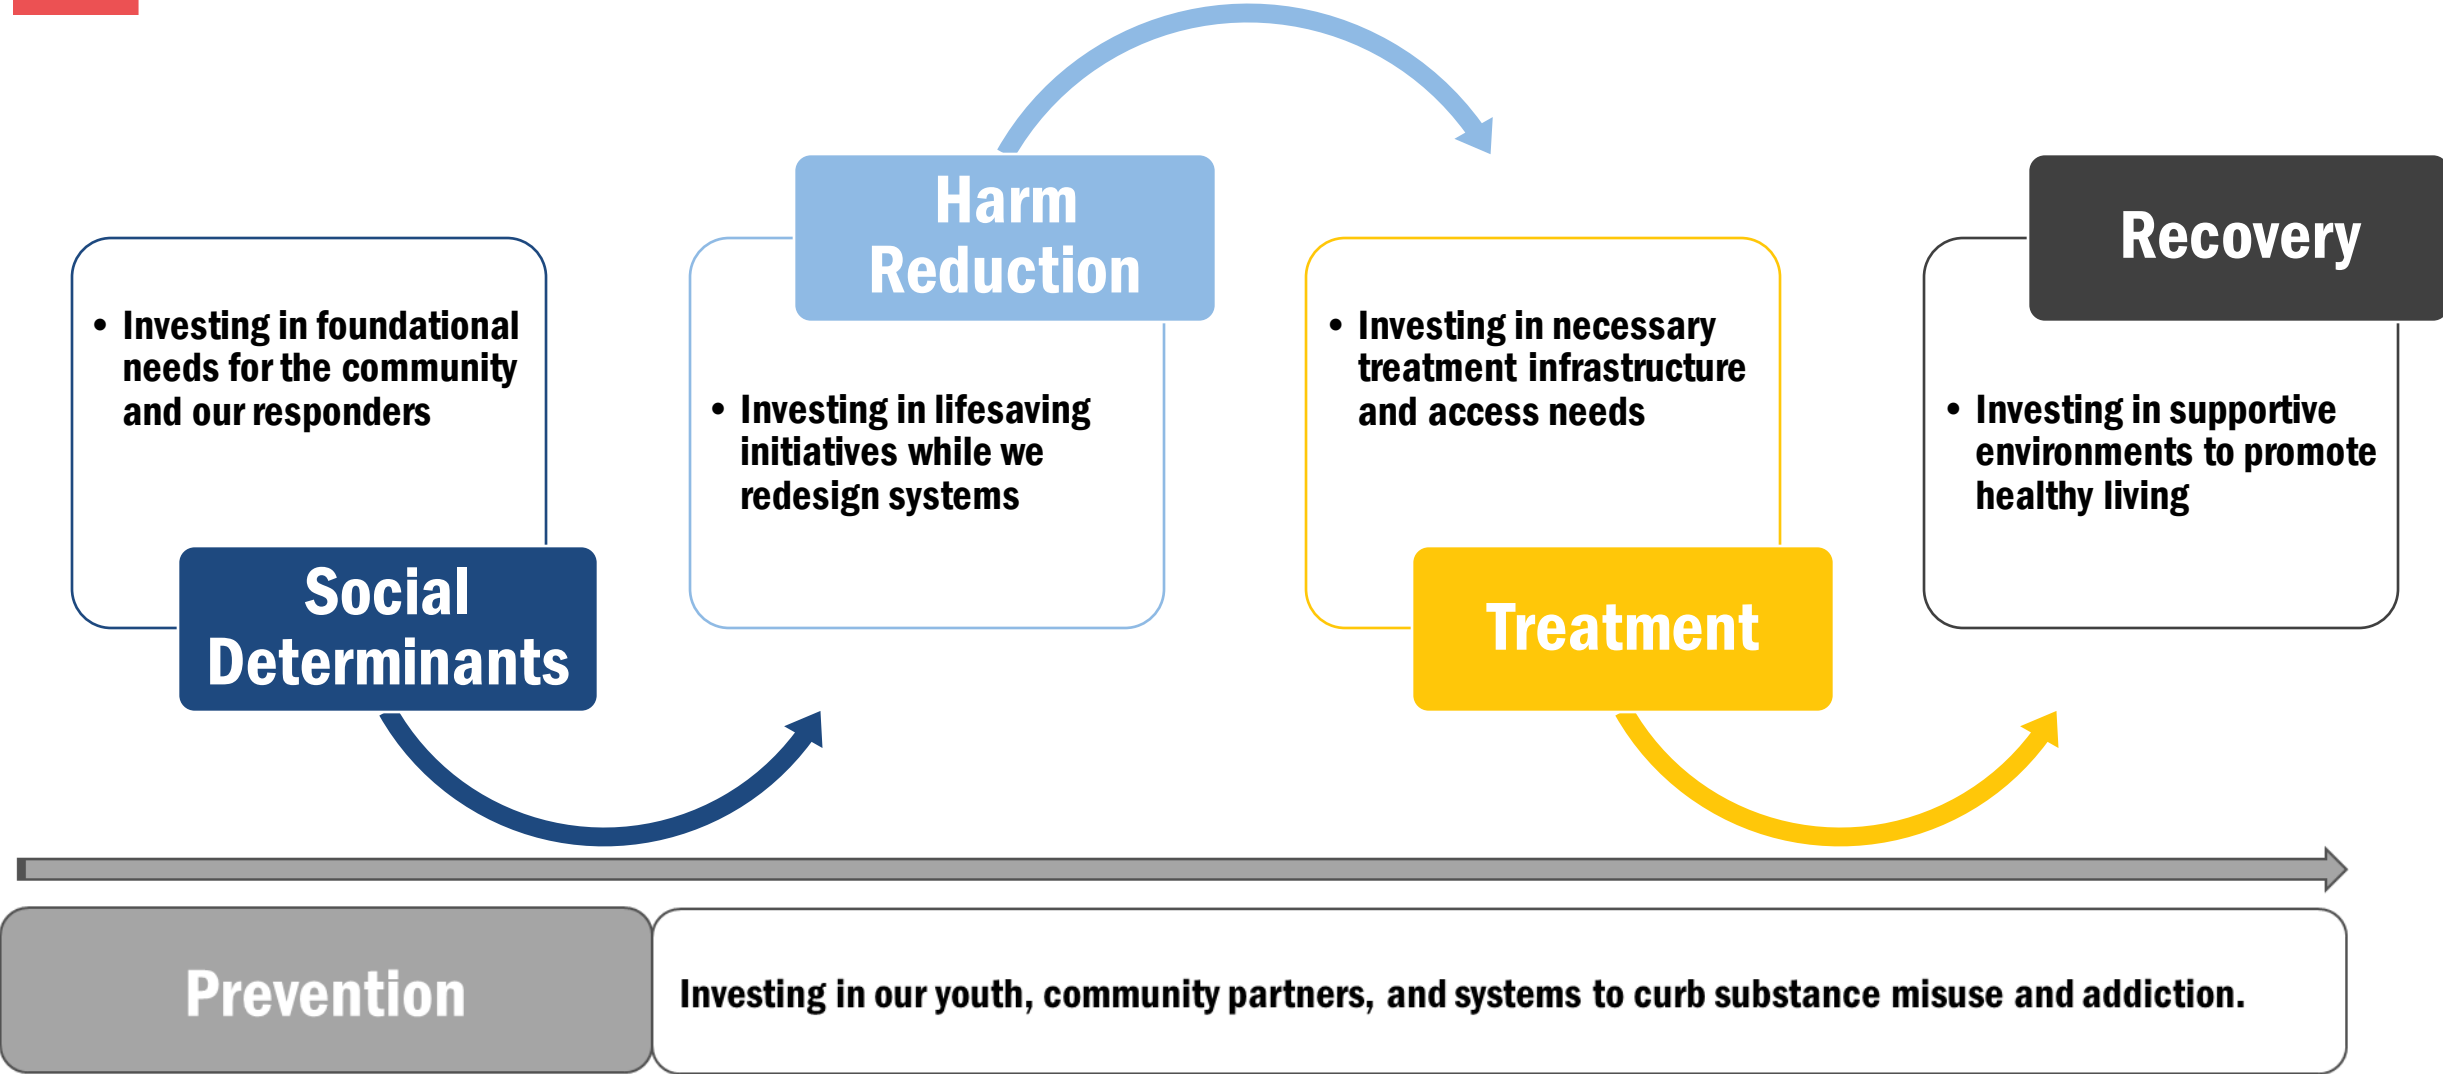 • Investing in foundational
needs for the community
and our responders
Social
Determinants
Harm
Reduction
• Investing in lifesaving
initiatives while we
redesign systems
• Investing in necessary
treatment infrastructure
and access needs
Treatment
Recovery
• Investing in supportive
environments to promote
healthy living
Prevention
Investing in our youth, community partners, and systems to curb substance misuse and addiction.